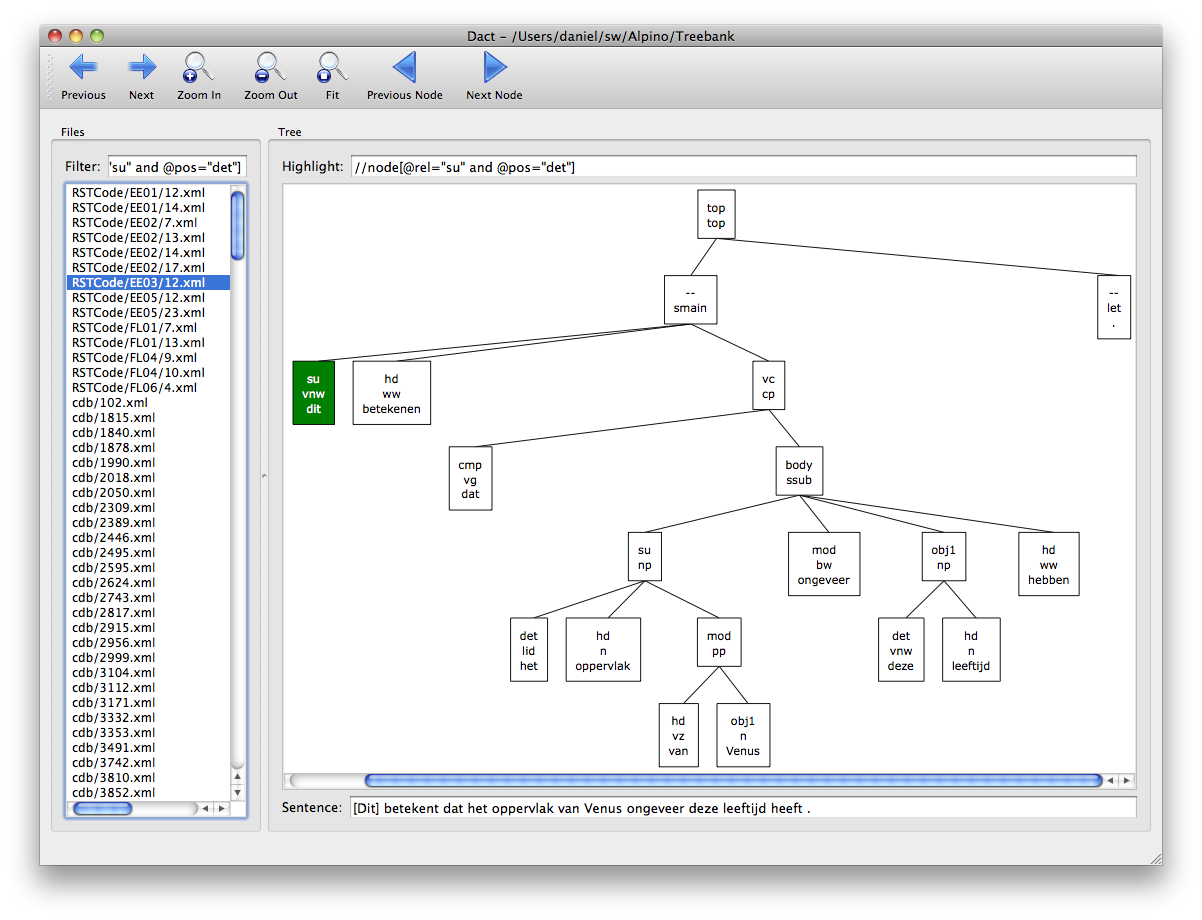 Dact – /Users/daniel/sw/Alpino/Treebank
Previous Next Zoom In Zoom Out Fit Previous Node Next Node
Files
Filter: "su" and @pos="det"]
RSTCode/EE01/12.xml
RSTCode/EE01/14.xml
RSTCode/EE02/7.xml
RSTCode/EE02/13.xml
RSTCode/EE02/14.xml
RSTCode/EE02/17.xml
RSTCode/EE03/12.xml
RSTCode/EE05/12.xml
RSTCode/EE05/23.xml
RSTCode/FL01/7.xml
RSTCode/FL01/13.xml
RSTCode/FL04/9.xml
RSTCode/FL04/10.xml
RSTCode/FL06/4.xml
cdb/102.xml
cdb/1815.xml
cdb/1840.xml
cdb/1878.xml
cdb/1990.xml
cdb/2018.xml
cdb/2050.xml
cdb/2309.xml
cdb/2389.xml
cdb/2446.xml
cdb/2495.xml
cdb/2595.xml
cdb/2624.xml
cdb/2743.xml
cdb/2817.xml
cdb/2915.xml
cdb/2956.xml
cdb/2999.xml
cdb/3104.xml
cdb/3112.xml
cdb/3171.xml
cdb/3332.xml
cdb/3353.xml
cdb/3491.xml
cdb/3742.xml
cdb/3810.xml
cdb/3852.xml
Tree
Highlight: //node[@rel="su" and @pos="det"]
top
top
--
smain
--
let
.
su
vnw
dit
hd
ww
betekenen
vc
cp
cmp
vg
dat
body
ssub
su
np
mod
bw
ongeveer
obj1
np
hd
ww
hebben
det
lid
het
hd
n
oppervlak
mod
pp
det
vnw
deze
hd
n
leeftijd
hd
vz
van
obj1
n
Venus
Sentence: [Dit] betekent dat het oppervlak van Venus ongeveer deze leeftijd heeft .